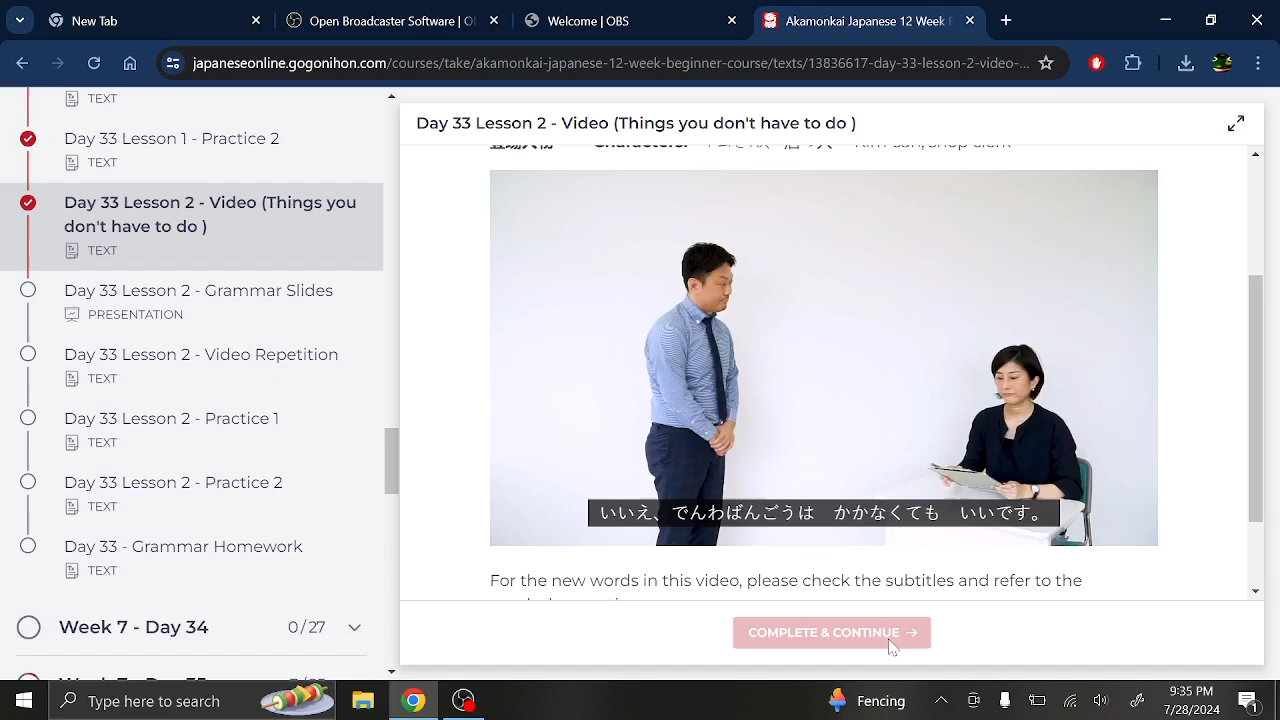 New Tab
Open Broadcaster Software | OI
Welcome | OBS
Akamonkai Japanese 12 Week B
japaneseonline.gogonihon.com/courses/take/akamonkai-japanese-12-week-beginner-course/texts/13836617-day-33-lesson-2-video-...
TEXT
Day 33 Lesson 1 - Practice 2
TEXT
Day 33 Lesson 2 - Video (Things you
don't have to do )
TEXT
Day 33 Lesson 2 - Grammar Slides
PRESENTATION
Day 33 Lesson 2 - Video Repetition
TEXT
Day 33 Lesson 2 - Practice 1
TEXT
Day 33 Lesson 2 - Practice 2
TEXT
Day 33 - Grammar Homework
TEXT
Week 7 - Day 34
0/27
Day 33 Lesson 2 - Video (Things you don't have to do )
いいえ、でんわばんごうは　かかなくても　いいです。
For the new words in this video, please check the subtitles and refer to the
COMPLETE & CONTINUE
Type here to search
Fencing
9:35 PM
7/28/2024
1